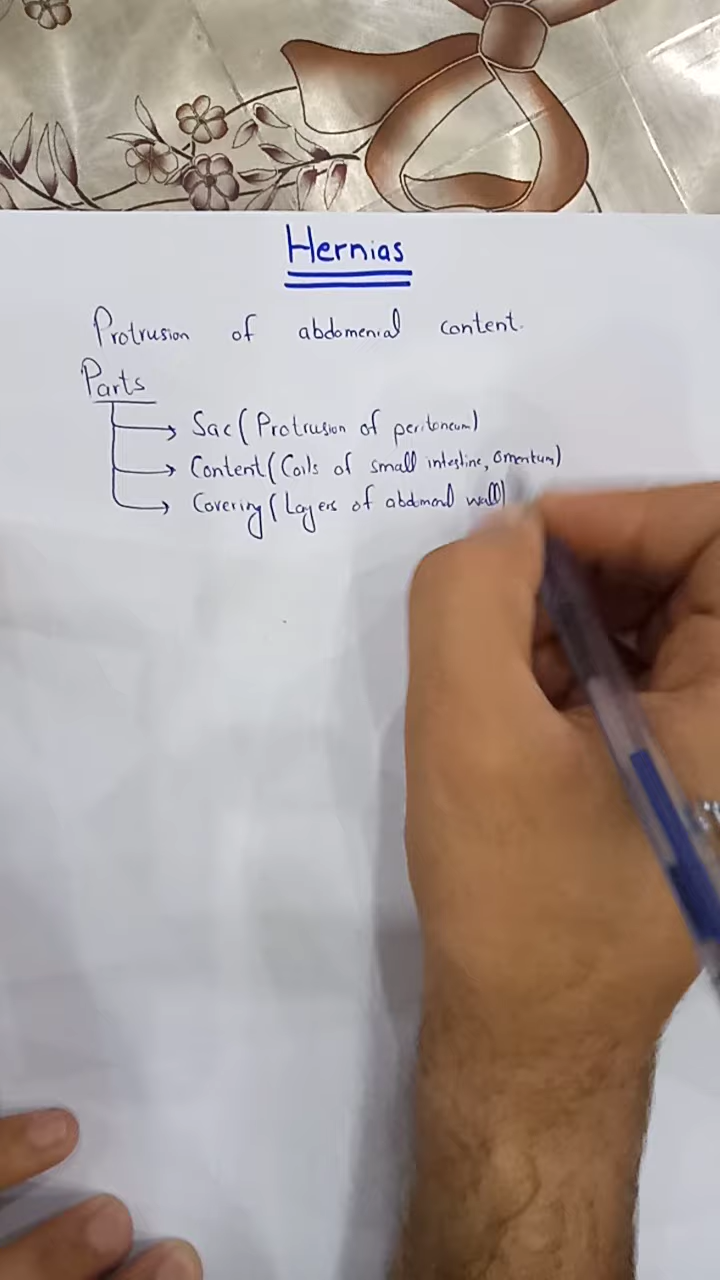 Hernias
Protrusion of abdomenial content.
Parts
Sac (Protrusion of peritoneum)
Content (Coils of small intestine, Omentum)
Covering (Layers of abdomenal wall)